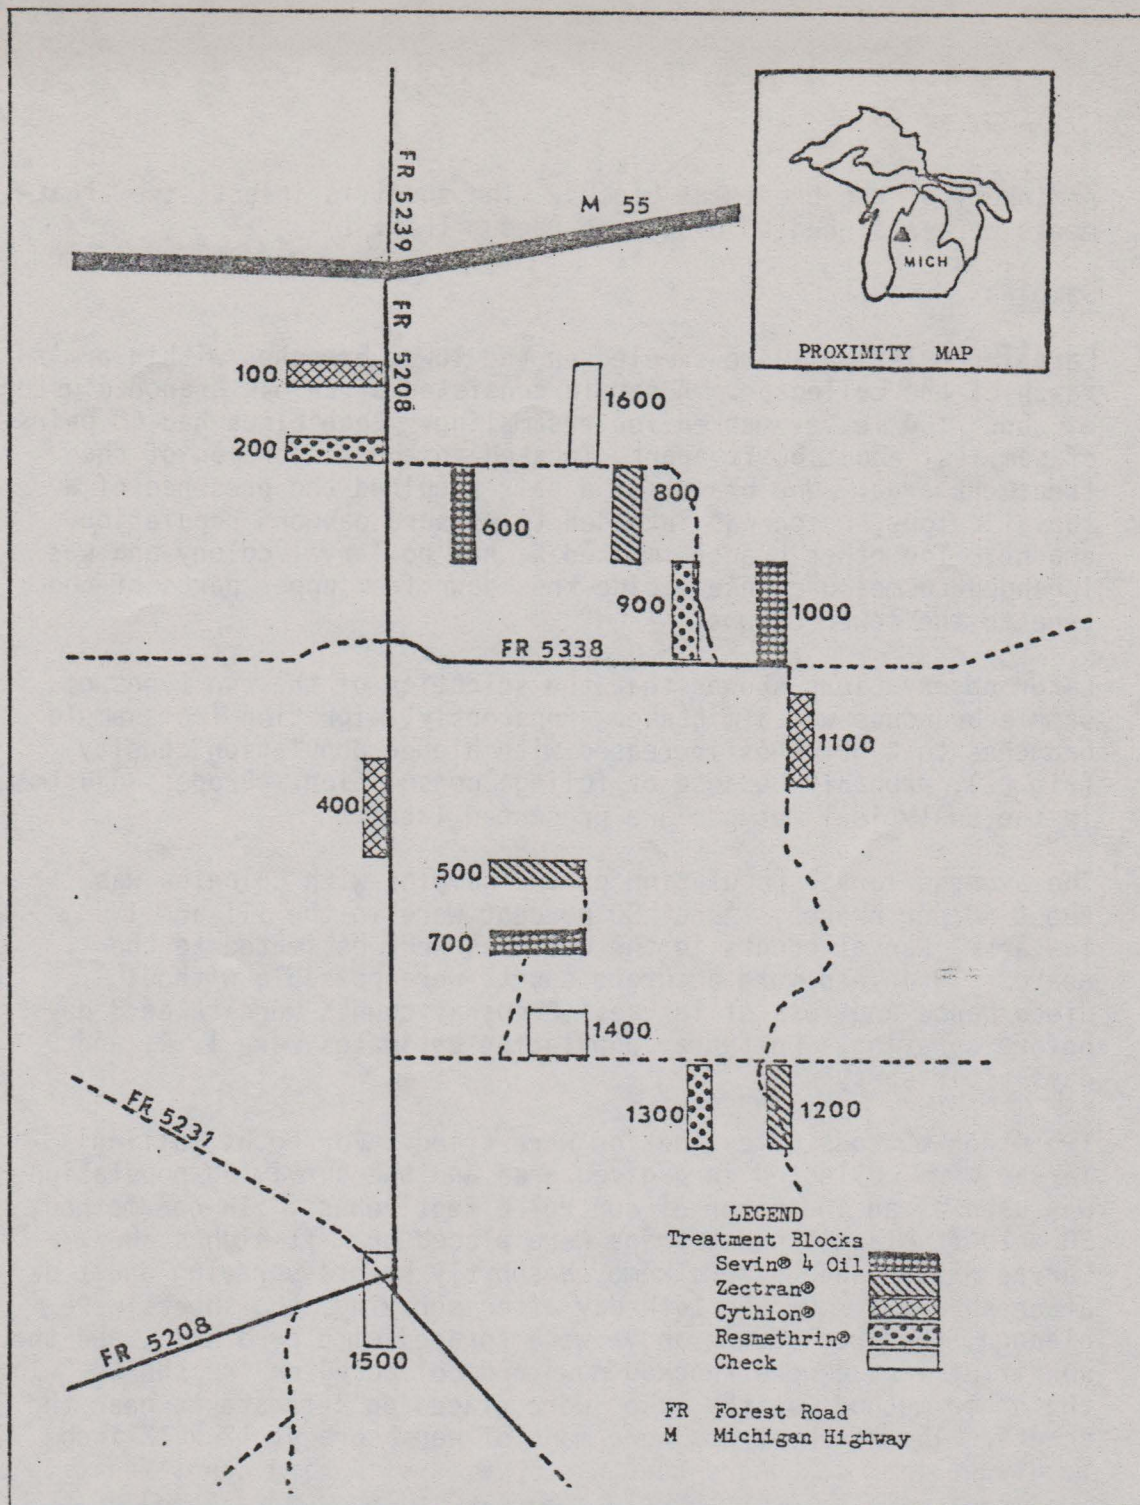 FR 5239
M 55
MICH
PROXIMITY MAP
FR 5208
100
1600
200
800
600
900
1000
FR 5338
1100
400
500
700
1400
FR 5231
1300
1200
LEGEND
Treatment Blocks
Sevin® 4 Oil
Zectran®
Cythion®
Resmethrin®
Check
FR 5208
1500
FR Forest Road
M Michigan Highway